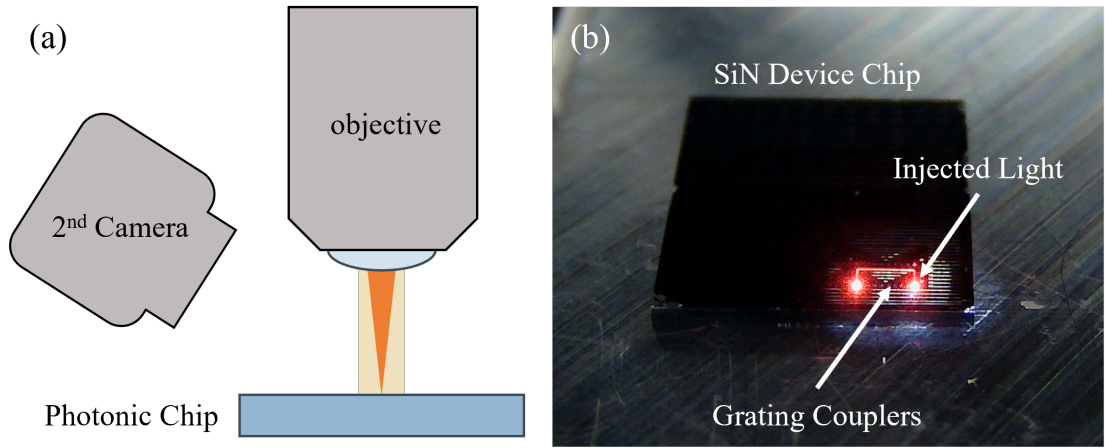 (a)
objective
2nd Camera
Photonic Chip
(b)
SiN Device Chip
Injected Light
Grating Couplers